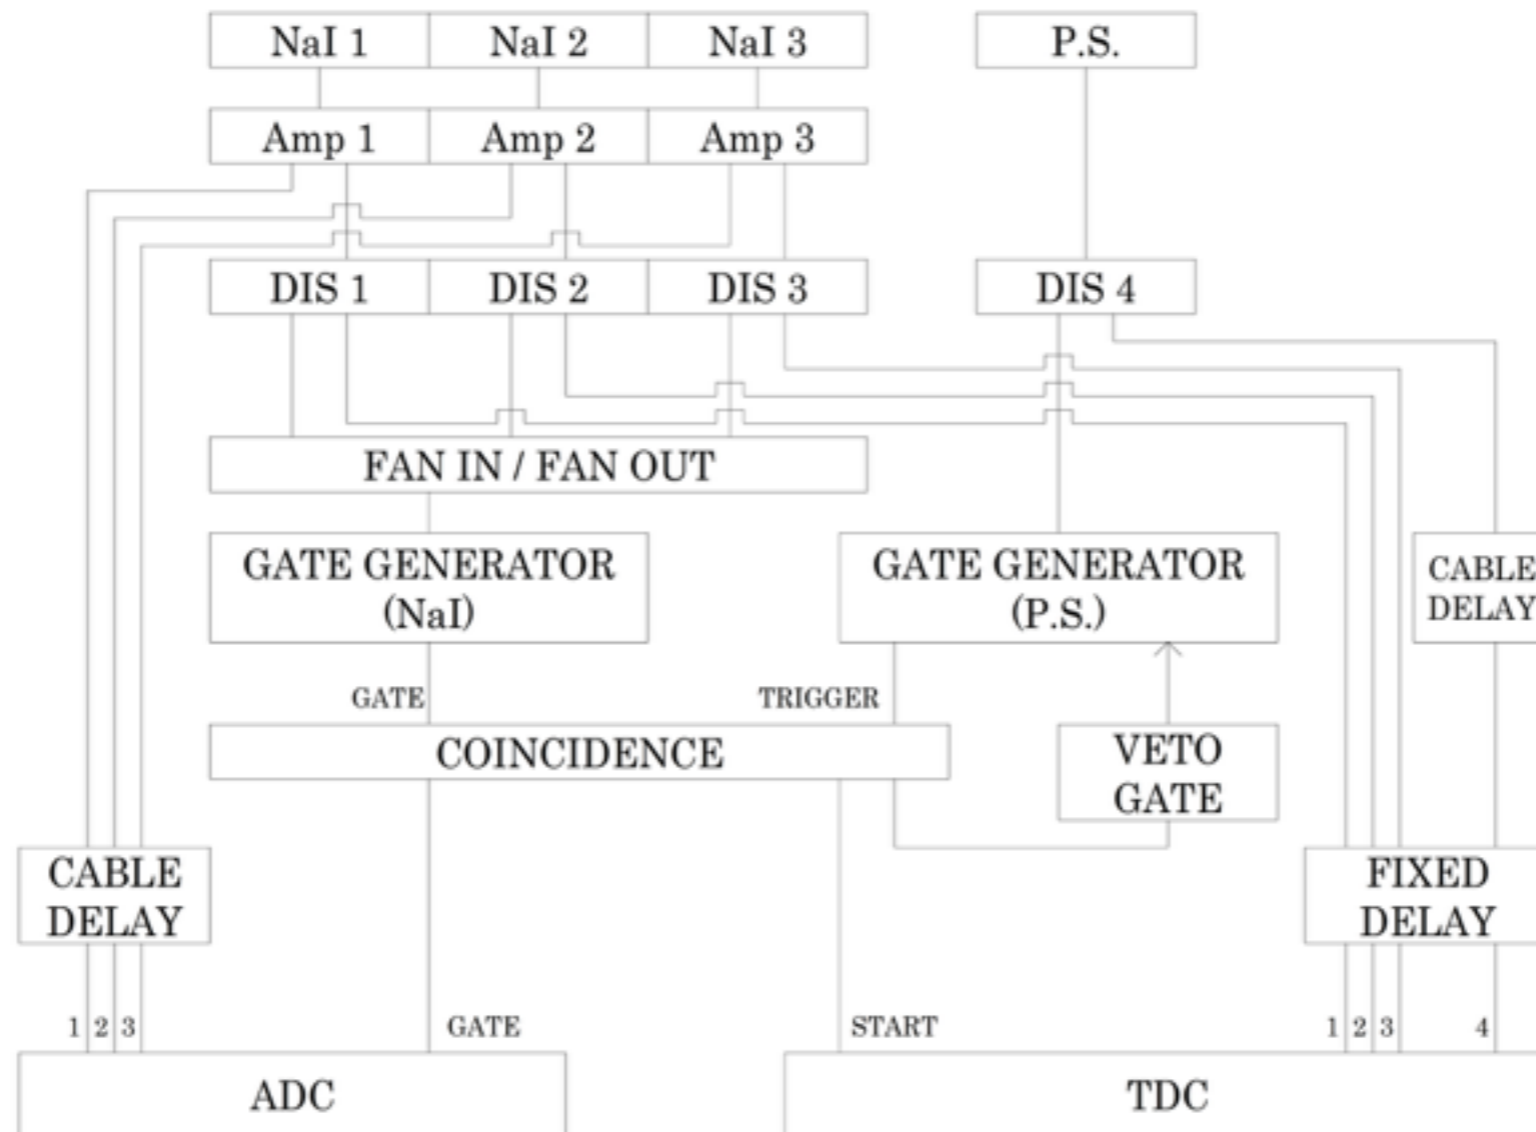 NaI 1 NaI 2 NaI 3 P.S.
Amp 1 Amp 2 Amp 3
DIS 1 DIS 2 DIS 3 DIS 4
FAN IN / FAN OUT
GATE GENERATOR
(NaI)
GATE GENERATOR
(P.S.)
CABLE
DELAY
GATE
TRIGGER
COINCIDENCE
VETO
GATE
CABLE
DELAY
FIXED
DELAY
1 2 3
GATE
START
1 2 3 4
ADC
TDC